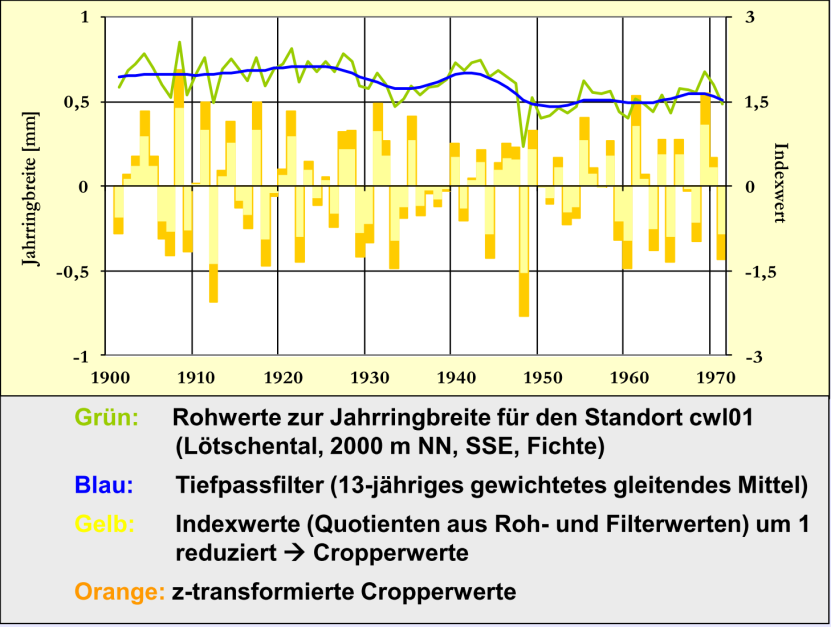 1
3
0,5
1,5
0
0
-0,5
-1,5
-1
-3
Jahrringbreite [mm]
Indexwert
1900 1910 1920 1930 1940 1950 1960 1970
Grün: Rohwerte zur Jahrringbreite für den Standort cwl01
(Lötschental, 2000 m NN, SSE, Fichte)
Blau: Tiefpassfilter (13-jähriges gewichtetes gleitendes Mittel)
Gelb: Indexwerte (Quotienten aus Roh- und Filterwerten) um 1
reduziert → Cropperwerte
Orange: z-transformierte Cropperwerte